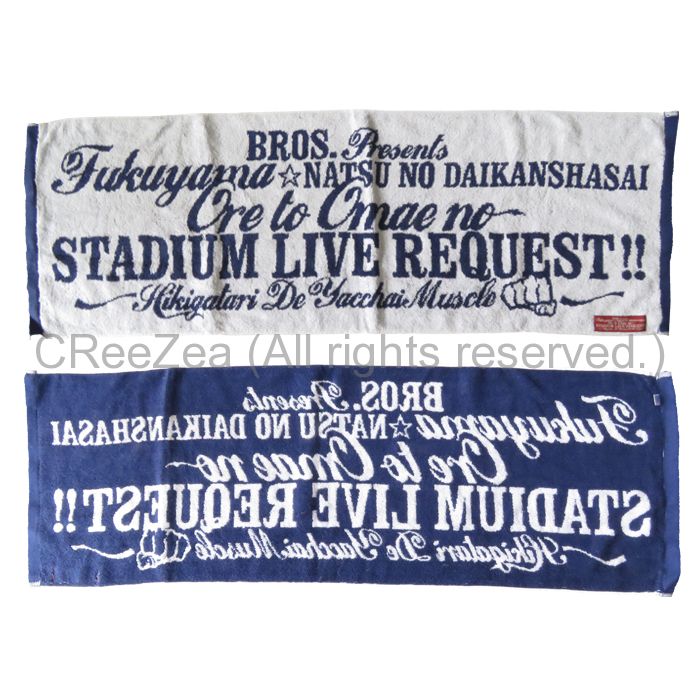 BROS. Presents
Fukuyama☆NATSU NO DAIKANSHASAI
Ore to Omae no
STADIUM LIVE REQUEST!!
Hikigatari De Yacchai Muscle
CReeZea (All rights reserved.)
BROS. Presents
Fukuyama☆NATSU NO DAIKANSHASAI
Ore to Omae no
STADIUM LIVE REQUEST!!
Hikigatari De Yacchai Muscle